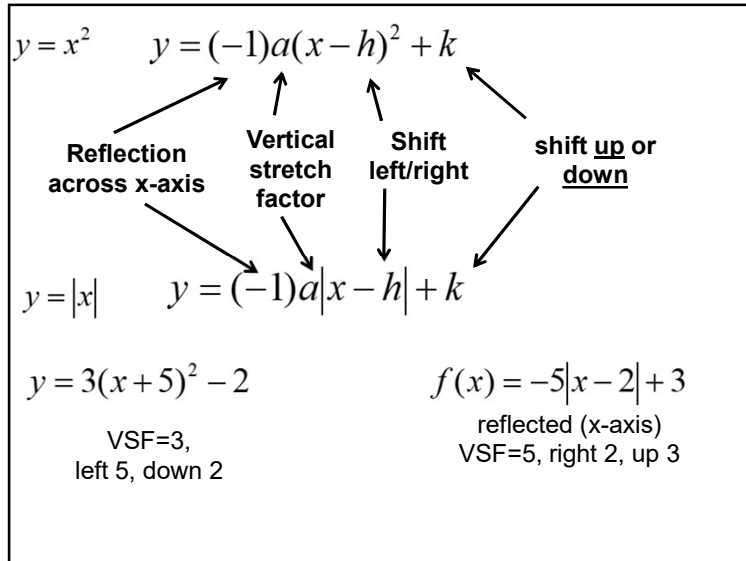 y = x² y = (−1)a(x − h)² + k
Reflection
across x-axis
Vertical
stretch
factor
Shift
left/right
shift up or
down
y = |x| y = (−1)a|x − h| + k
y = 3(x + 5)² − 2
VSF=3,
left 5, down 2
f(x) = −5|x − 2| + 3
reflected (x-axis)
VSF=5, right 2, up 3